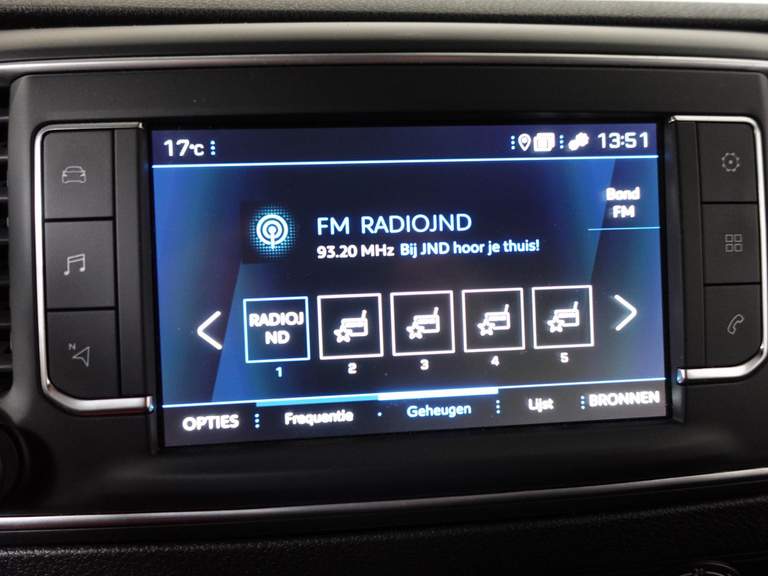 17°C
13:51
Bond
FM
FM RADIOJND
93.20 MHz Bij JND hoor je thuis!
RADIOJ
ND
1
2
3
4
5
OPTIES
Frequentie
Geheugen
Lijst
BRONNEN
N